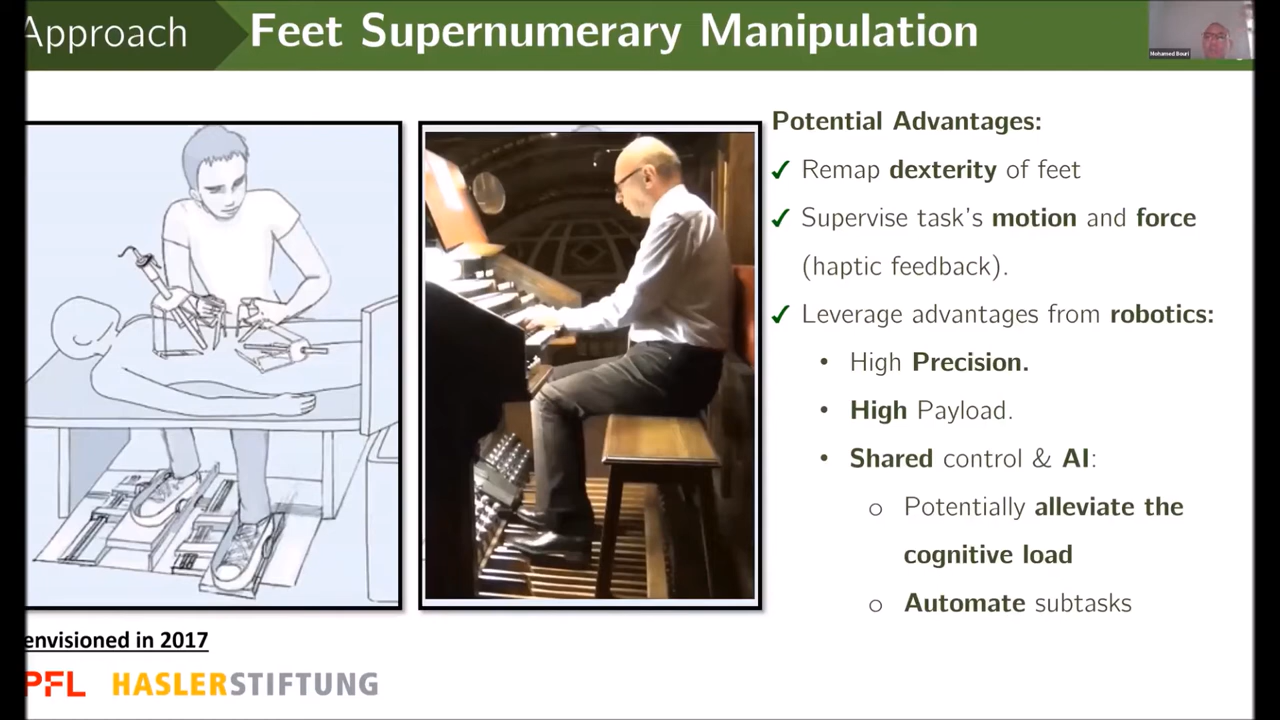 Approach
Feet Supernumerary Manipulation
Mohamed Bouri
Potential Advantages:
✓ Remap dexterity of feet
✓ Supervise task's motion and force
(haptic feedback).
✓ Leverage advantages from robotics:
• High Precision.
• High Payload.
• Shared control & AI:
o Potentially alleviate the
cognitive load
o Automate subtasks
envisioned in 2017
PFL HASLERSTIFTUNG